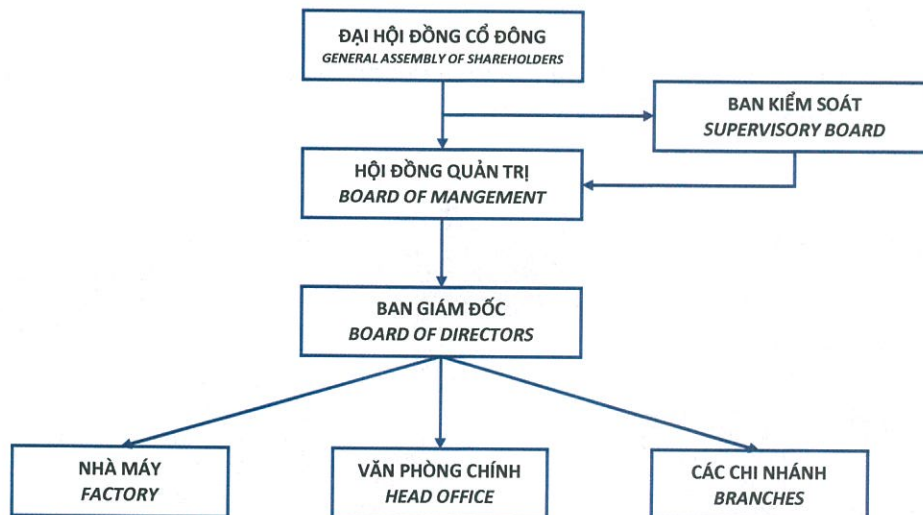 ĐẠI HỘI ĐỒNG CỔ ĐÔNG
GENERAL ASSEMBLY OF SHAREHOLDERS
BAN KIỂM SOÁT
SUPERVISORY BOARD
HỘI ĐỒNG QUẢN TRỊ
BOARD OF MANGEMENT
BAN GIÁM ĐỐC
BOARD OF DIRECTORS
NHÀ MÁY
FACTORY
VĂN PHÒNG CHÍNH
HEAD OFFICE
CÁC CHI NHÁNH
BRANCHES